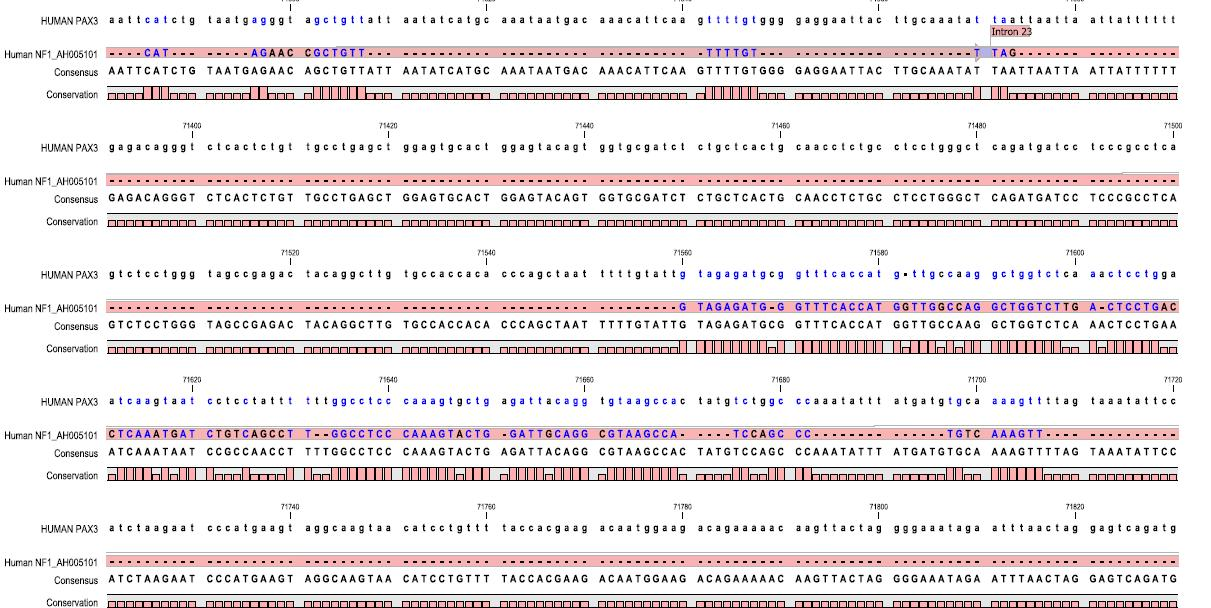 HUMAN PAX3 aattcatctg taatgagggt agctgttatt aatatcatgc aaataatgac aaacattcaa gttttgtggg gaggaattac ttgcaaatat taattaatta attatttttt
Intron 23
Human NF1_AH005101 ----CAT--- ------AGAAC CGCTGTT--- ---------- ---------- ---------- -TTTTGT--- ---------- ---------T TAG------- ----------
Consensus AATTCATCTG TAATGAGAAC AGCTGTTATT AATATCATGC AAATAATGAC AAACATTCAA GTTTTGTGGG GAGGAATTAC TTGCAAATAT TAATTAATTA ATTATTTTTT
Conservation
71400 71420 71440 71460 71480 71500
HUMAN PAX3 gagacagggt ctcactctgt tgcctgagct ggagtgcact ggagtacagt ggtgcgatct ctgctcactg caacctctgc ctcctgggct cagatgatcc tcccgcctca
Human NF1_AH005101 ---------- ---------- ---------- ---------- ---------- ---------- ---------- ---------- ---------- ---------- ----------
Consensus GAGACAGGGT CTCACTCTGT TGCCTGAGCT GGAGTGCACT GGAGTACAGT GGTGCGATCT CTGCTCACTG CAACCTCTGC CTCCTGGGCT CAGATGATCC TCCCGCCTCA
Conservation
71520 71540 71560 71580 71600
HUMAN PAX3 gtctcctggg tagccgagac tacaggcttg tgccaccaca cccagctaat ttttgtattg tagagatgcg gtttcaccat g-ttgccaag gctggtctca aactcctgga
Human NF1_AH005101 ---------- ---------- ---------- ---------- ---------- ---------G TAGAGATG-G GTTTCACCAT GGTTGGCCAG GCTGGTCTTG A-CTCCTGAC
Consensus GTCTCCTGGG TAGCCGAGAC TACAGGCTTG TGCCACCACA CCCAGCTAAT TTTTGTATTG TAGAGATGCG GTTTCACCAT GGTTGCCAAG GCTGGTCTCA AACTCCTGAA
Conservation
71620 71640 71660 71680 71700 71720
HUMAN PAX3 atcaagtaat cctcctattt tttggcctcc caaagtgctg agattacagg tgtaagccac tatgtctggc ccaaatattt atgatgtgca aaagttttag taaatattcc
Human NF1_AH005101 CTCAAATGAT CTGTCAGCCT T--GGCCTCC CAAAGTACTG -GATTGCAGG CGTAAGCCA- ---TCCAGC CC-------- -----TGTC AAAGTT---- ----------
Consensus ATCAAATAAT CCGCCAACCT TTTGGCCTCC CAAAGTACTG AGATTACAGG CGTAAGCCAC TATGTCCAGC CCAAATATTT ATGATGTGCA AAAGTTTTAG TAAATATTCC
Conservation
71740 71760 71780 71800 71820
HUMAN PAX3 atctaagaat cccatgaagt aggcaagtaa catcctgttt taccacgaag acaatggaag acagaaaaac aagttactag gggaaataga atttaactag gagtcagatg
Human NF1_AH005101 ---------- ---------- ---------- ---------- ---------- ---------- ---------- ---------- ---------- ---------- ----------
Consensus ATCTAAGAAT CCCATGAAGT AGGCAAGTAA CATCCTGTTT TACCACGAAG ACAATGGAAG ACAGAAAAAC AAGTTACTAG GGGAAATAGA ATTTAACTAG GAGTCAGATG
Conservation